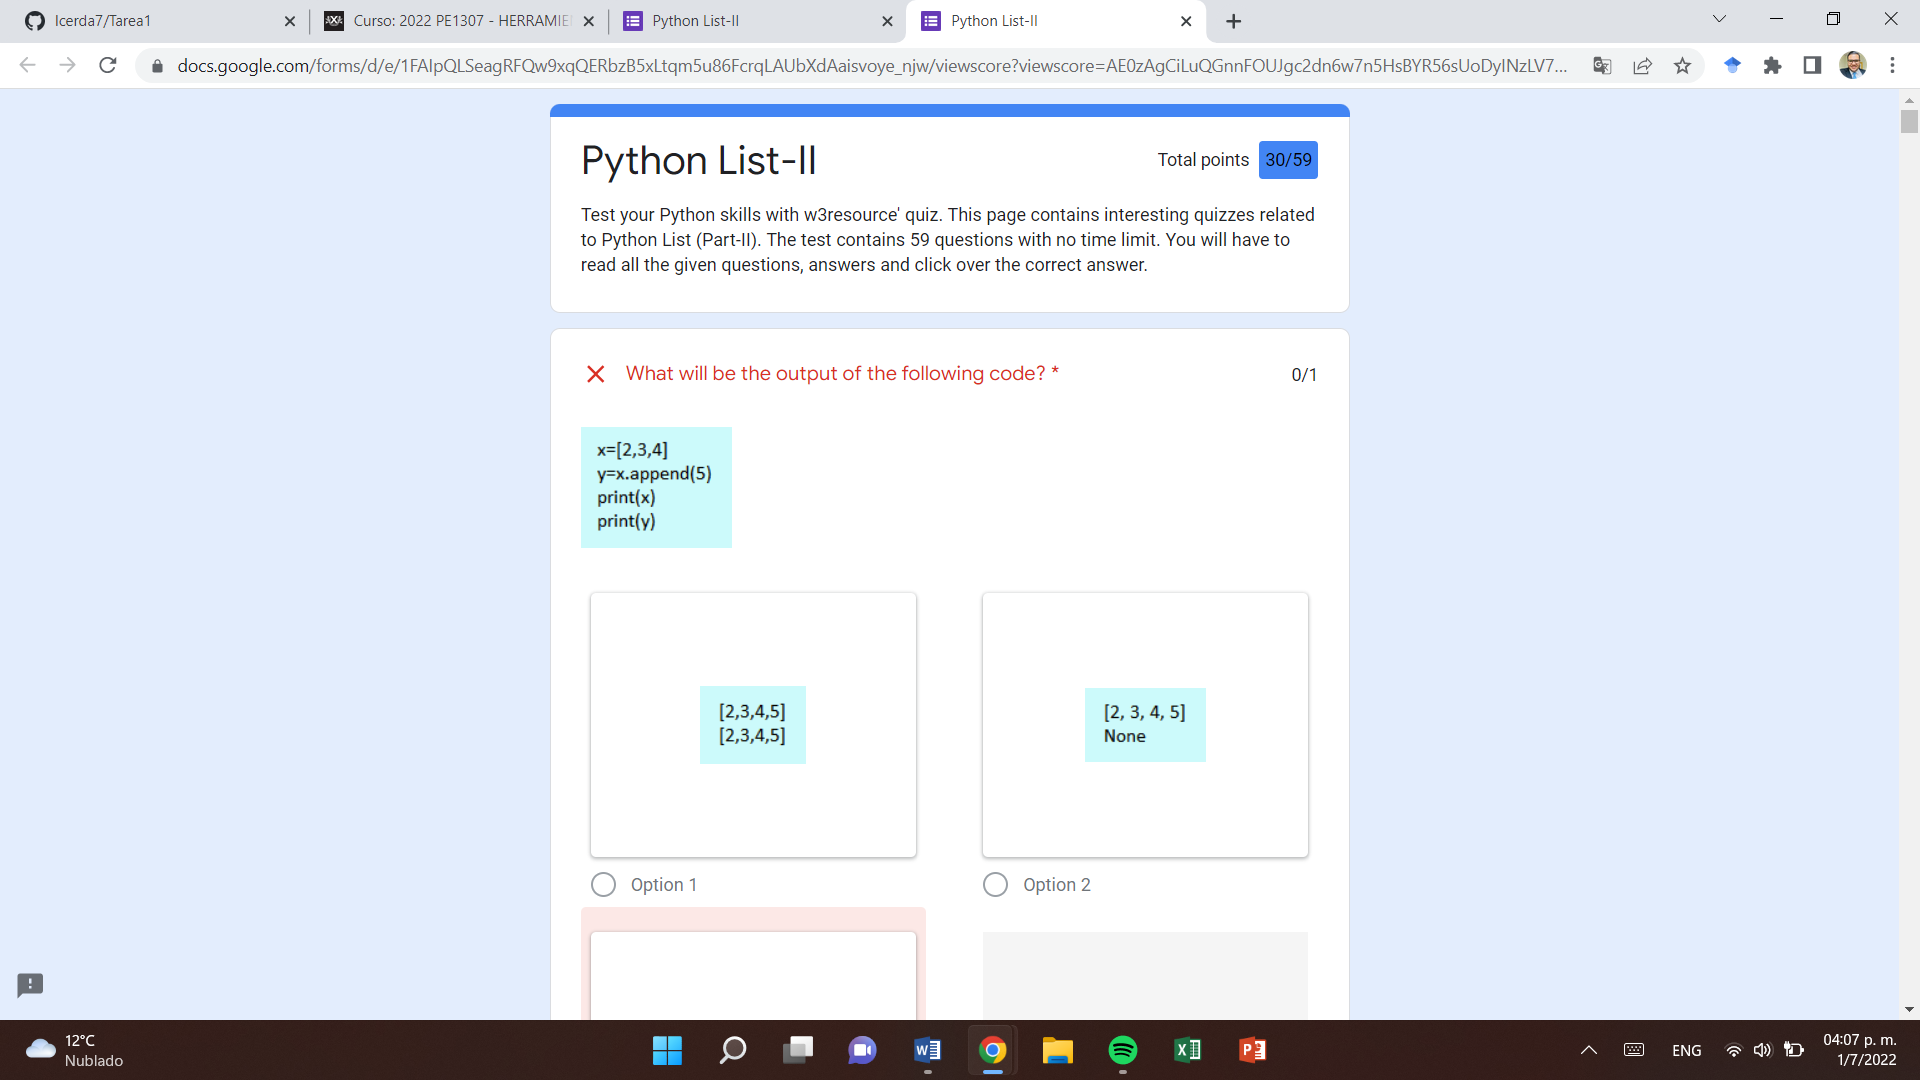 lcerda7/Tarea1
Curso: 2022 PE1307 - HERRAMIE
Python List-II
Python List-II
docs.google.com/forms/d/e/1FAIpQLSeagRFQw9xqQERbzB5xLtqm5u86FcrqLAUbXdAaisvoye_njw/viewscore?viewscore=AE0zAgCiLuQGnnFOUJgc2dn6w7n5HsBYR56sUoDyINzLV7...
Python List-II
Total points 30/59
Test your Python skills with w3resource' quiz. This page contains interesting quizzes related
to Python List (Part-II). The test contains 59 questions with no time limit. You will have to
read all the given questions, answers and click over the correct answer.
What will be the output of the following code? *
0/1
x=[2,3,4]
y=x.append(5)
print(x)
print(y)
[2,3,4,5]
[2,3,4,5]
[2, 3, 4, 5]
None
Option 1
Option 2
12°C
Nublado
ENG
04:07 p. m.
1/7/2022